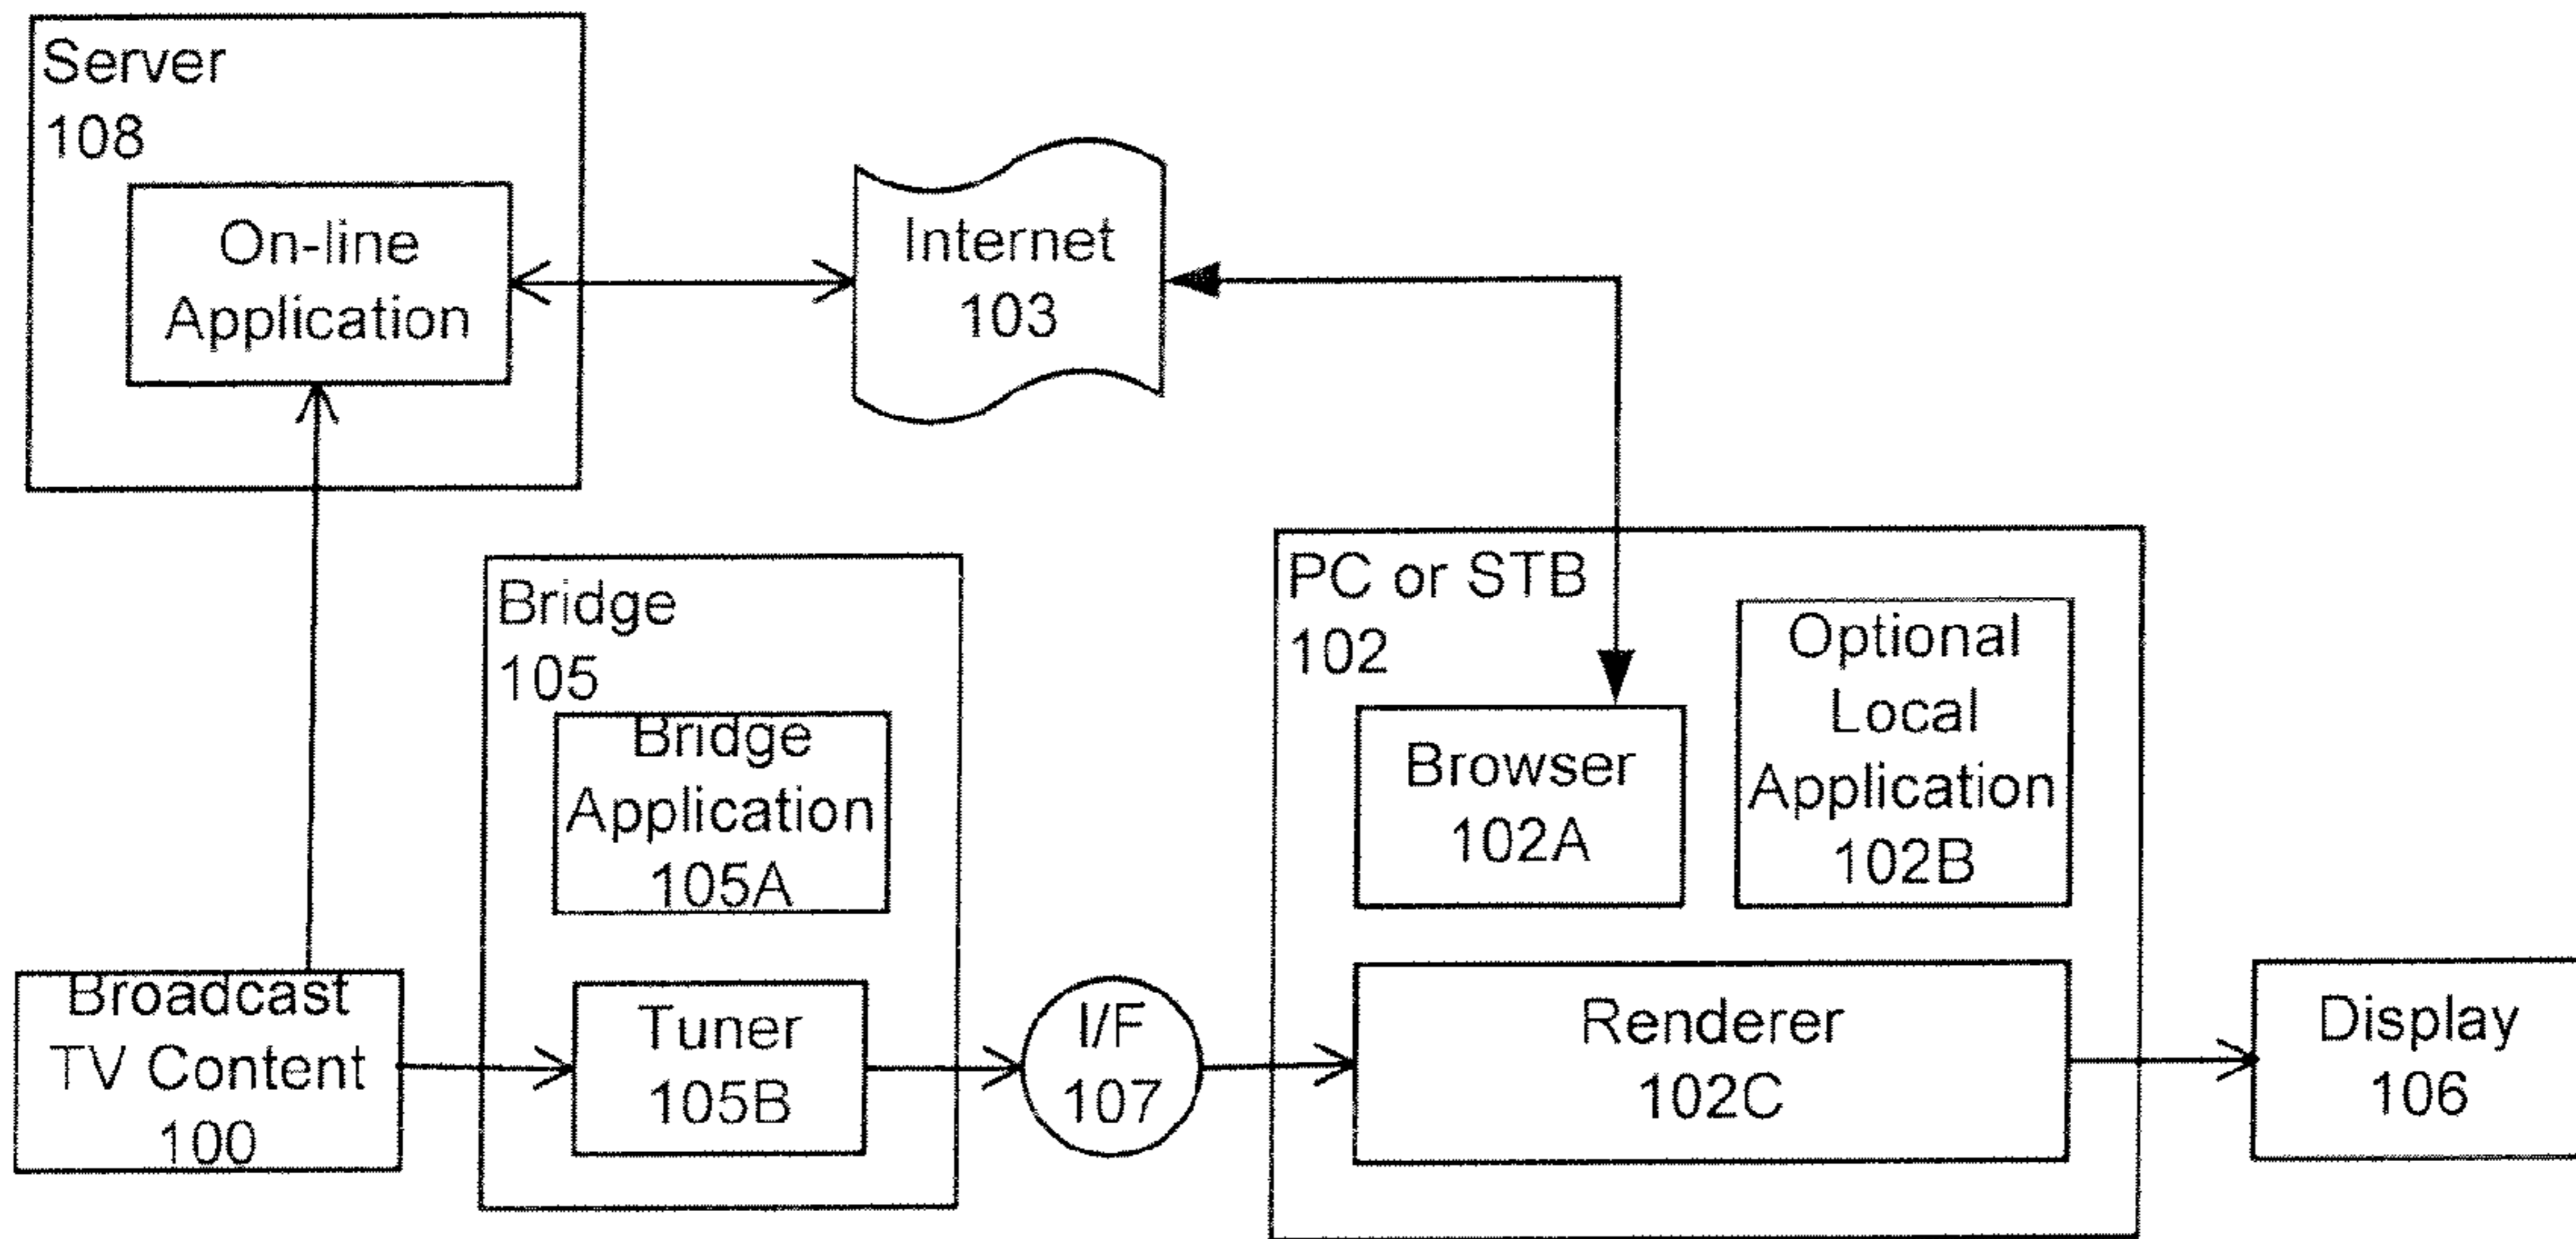 Server
108
On-line
Application
Internet
103
Bridge
105
Bridge
Application
105A
PC or STB
102
Optional
Local
Application
102B
Browser
102A
Broadcast
TV Content
100
Tuner
105B
I/F
107
Renderer
102C
Display
106